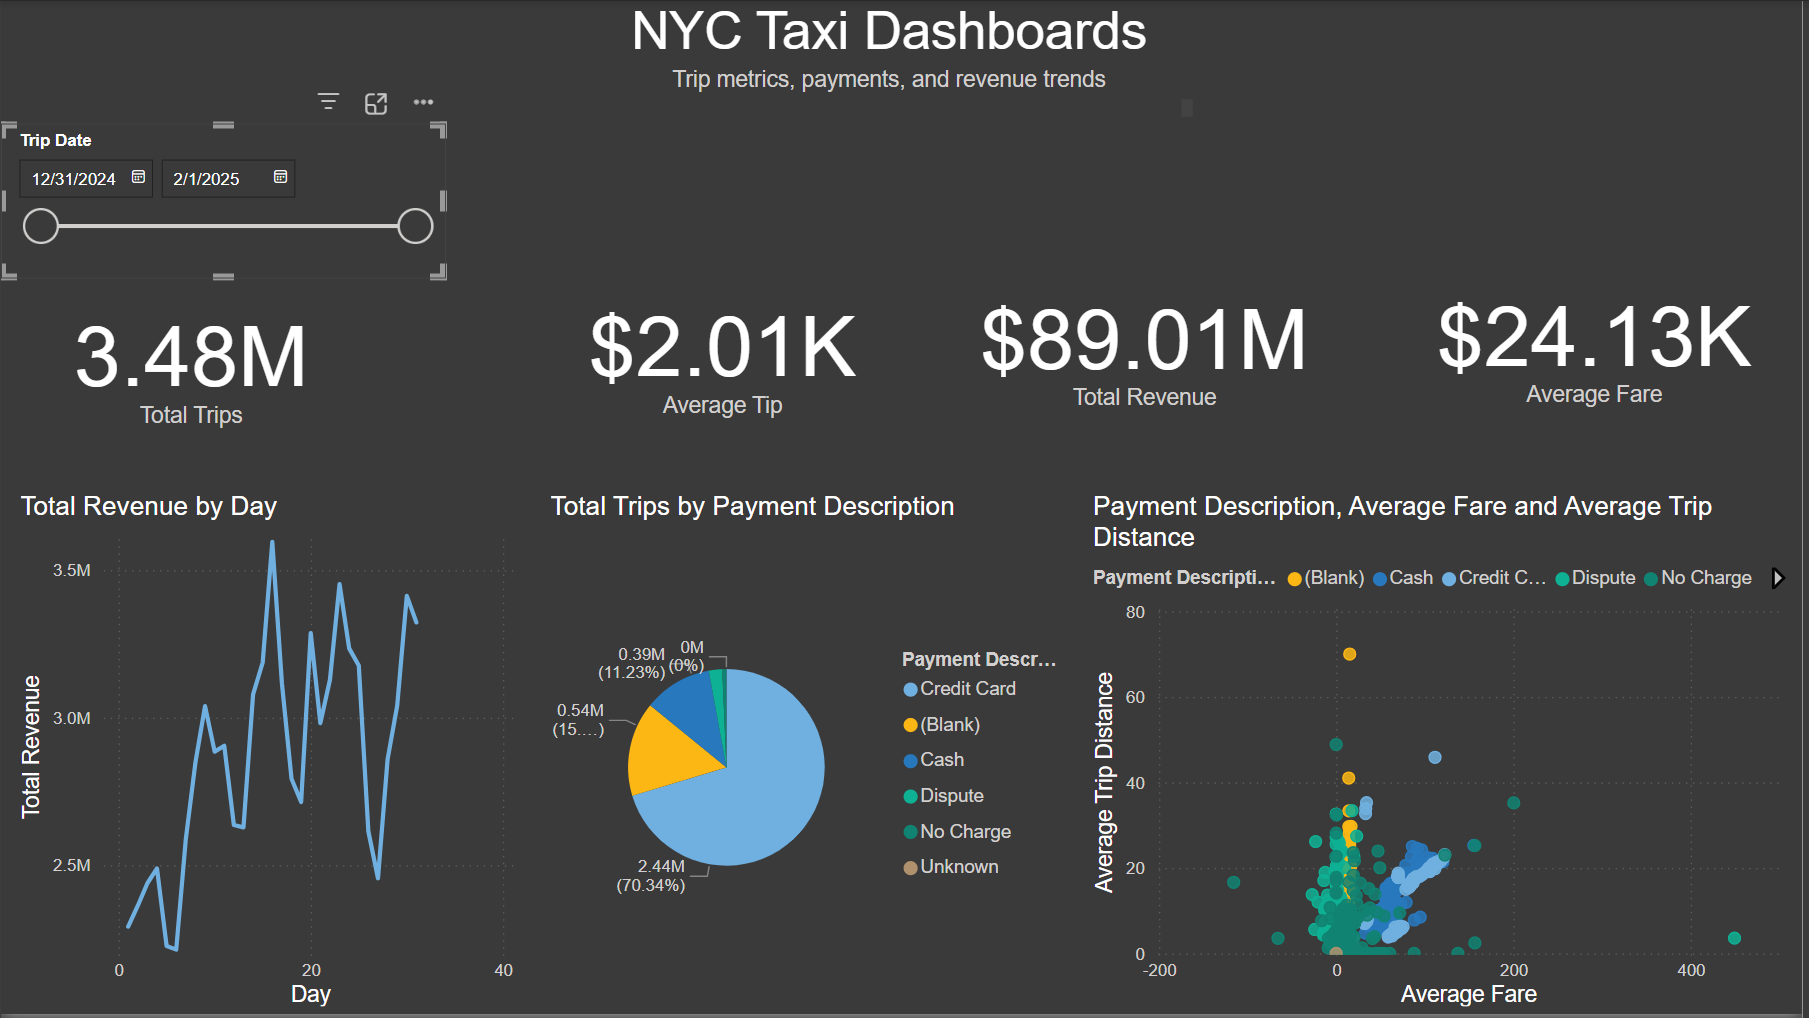 NYC Taxi Dashboards
Trip metrics, payments, and revenue trends
Trip Date
12/31/2024
2/1/2025
3.48M
Total Trips
$2.01K
Average Tip
$89.01M
Total Revenue
$24.13K
Average Fare
Total Revenue by Day
Total Revenue
3.5M
3.0M
2.5M
0
20
40
Day
Total Trips by Payment Description
0M
(0%)
0.39M
(11.23%)
0.54M
(15....)
2.44M
(70.34%)
Payment Descr...
Credit Card
(Blank)
Cash
Dispute
No Charge
Unknown
Payment Description, Average Fare and Average Trip
Distance
Payment Descripti... (Blank) Cash Credit C... Dispute No Charge
Average Trip Distance
80
60
40
20
0
-200
0
200
400
Average Fare